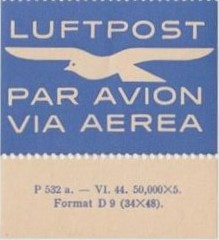 LUFTPOST
PAR AVION
VIA AEREA
P 532 a. — VI. 44. 50,000×5.
Format D 9 (34×48).